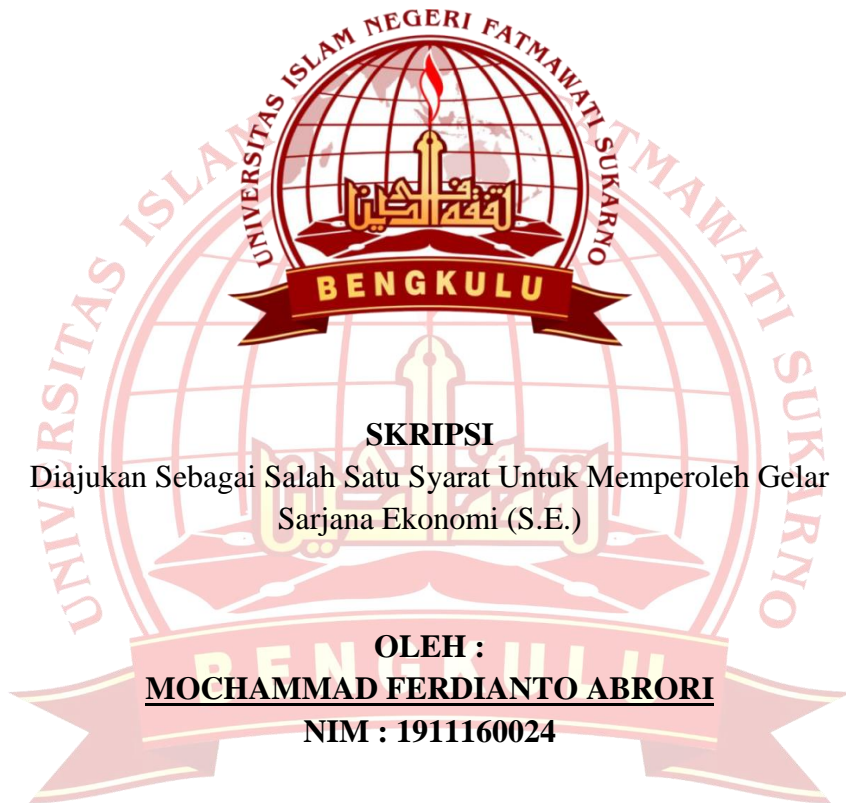 UNIVERSITAS ISLAM NEGERI FATMAWATI SUKARNO
BENGKULU
SKRIPSI
Diajukan Sebagai Salah Satu Syarat Untuk Memperoleh Gelar
Sarjana Ekonomi (S.E.)
OLEH :
MOCHAMMAD FERDIANTO ABRORI
NIM : 1911160024